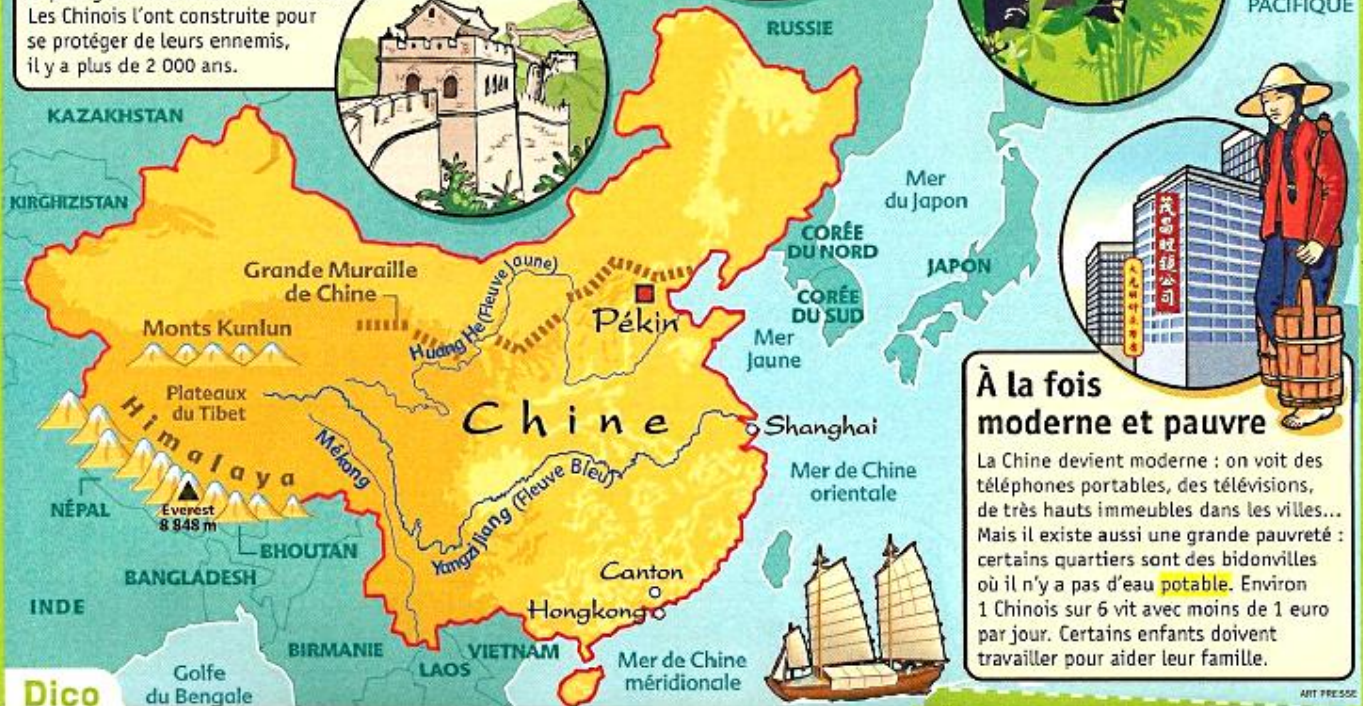 Les Chinois l'ont construite pour
se protéger de leurs ennemis,
il y a plus de 2 000 ans.
RUSSIE
PACIFIQUE
KAZAKHSTAN
KIRGHIZISTAN
Mer
du Japon
CORÉE
DU NORD
JAPON
CORÉE
DU SUD
Mer
Jaune
Grande Muraille
de Chine
Huang He (Fleuve Jaune)
Pékin
Monts Kunlun
Plateaux
du Tibet
Himalaya
Mékong
Chine
Shanghai
Yangzi Jiang (Fleuve Bleu)
Mer de Chine
orientale
NÉPAL
Everest
8 848 m
BHOUTAN
BANGLADESH
INDE
Canton
Hongkong
BIRMANIE
LAOS
VIETNAM
Golfe
du Bengale
Mer de Chine
méridionale
公司
À la fois
moderne et pauvre
La Chine devient moderne : on voit des
téléphones portables, des télévisions,
de très hauts immeubles dans les villes...
Mais il existe aussi une grande pauvreté :
certains quartiers sont des bidonvilles
où il n'y a pas d'eau potable. Environ
1 Chinois sur 6 vit avec moins de 1 euro
par jour. Certains enfants doivent
travailler pour aider leur famille.
Dico
ART PRESSE